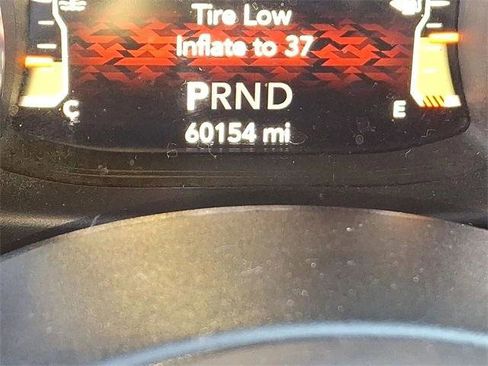 Tire Low
Inflate to 37
PRND
C E
60154 mi